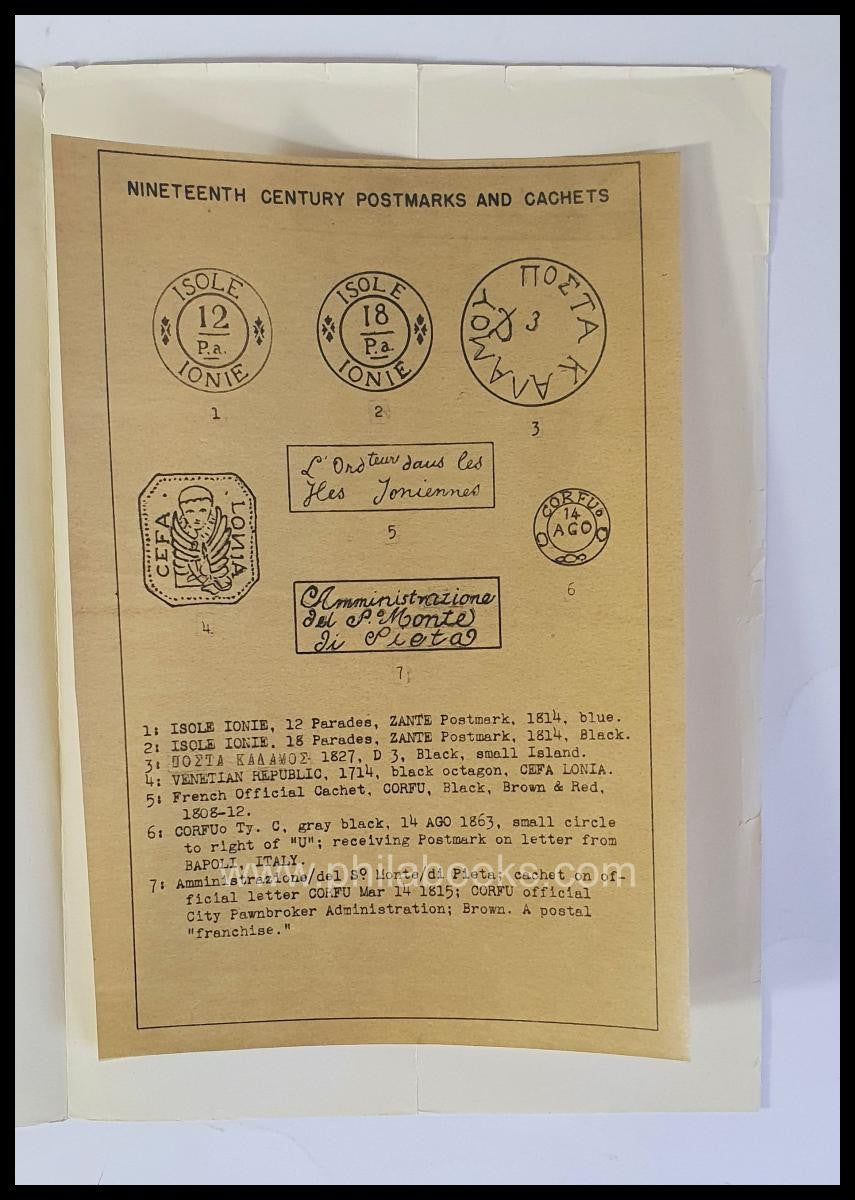 NINETEENTH CENTURY POSTMARKS AND CACHETS
ISOLE
12
P.a.
IONIE
1
ISOLE
18
P.a.
IONIE
2
ΠΟΣΤΑ ΚΑΛΑΜΟΥ
3
3
CEFA LONIA
4
L'Ordteur daus les
Iles Joniennes
5
CORFUo
14
AGO
6
Amministrazione
del S.o Monte
di Pieta
7
1: ISOLE IONIE, 12 Parades, ZANTE Postmark, 1814, blue.
2: ISOLE IONIE. 18 Parades, ZANTE Postmark, 1814, Black.
3: ΠΟΣΤΑ ΚΑΛΑΜΟΣ 1827, D 3, Black, small Island.
4: VENETIAN REPUBLIC, 1714, black octagon, CEFA LONIA.
5: French Official Cachet, CORFU, Black, Brown & Red,
1808-12.
6: CORFUo Ty. C, gray black, 14 AGO 1863, small circle
to right of "U"; receiving Postmark on letter from
BAPOLI, ITALY.
www.philabooks.com
7: Amministrazione/del Sº Monte/di Pieta; cachet on of-
ficial letter CORFU Mar 14 1815; CORFU official
City Pawnbroker Administration; Brown. A postal
"franchise."